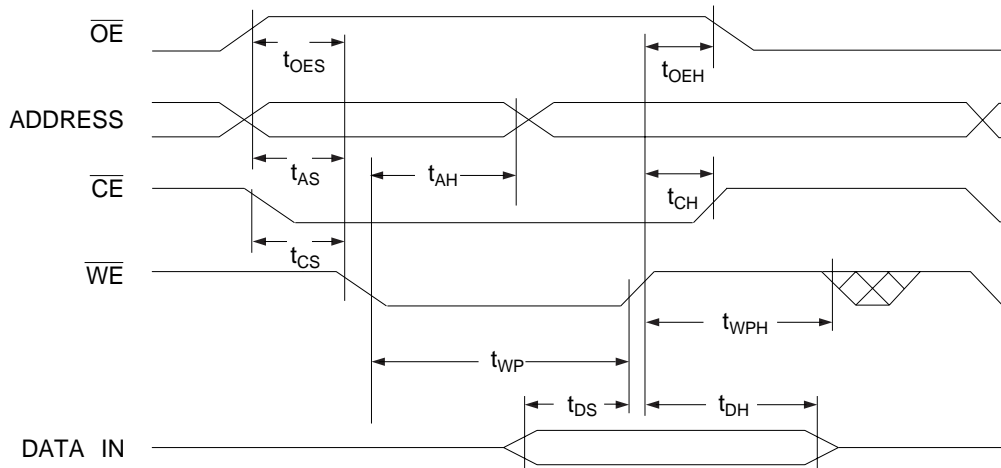 OE
tOES
tOEH
ADDRESS
tAS
tAH
CE
tCH
tCS
WE
tWPH
tWP
tDS
tDH
DATA IN